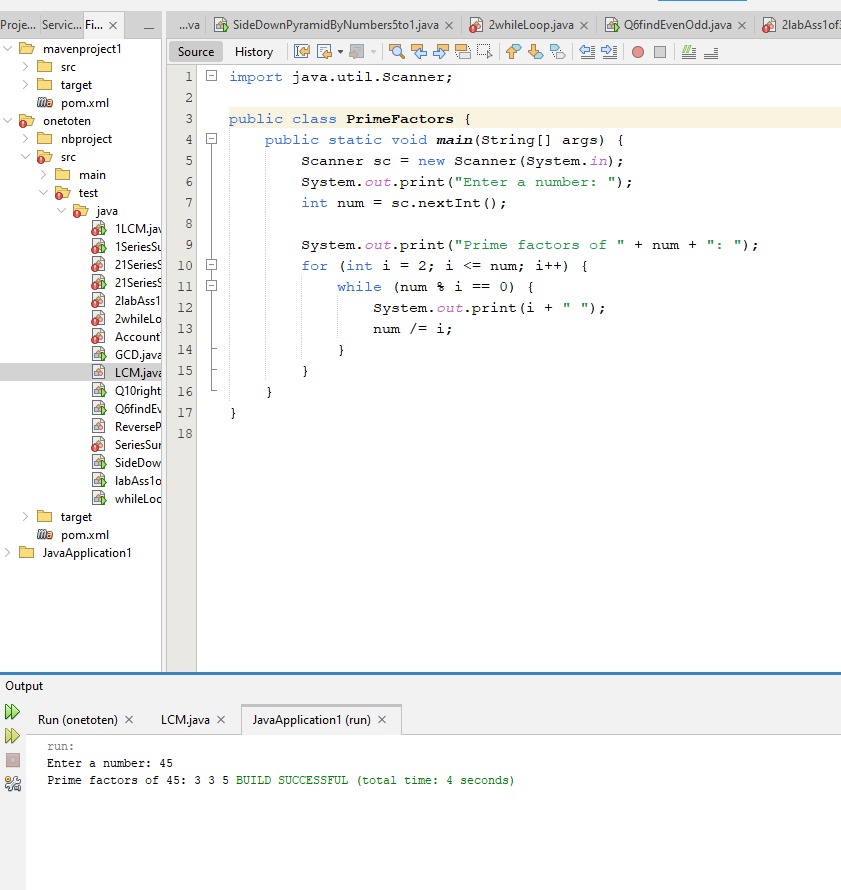 Proje... Servic... Fi... ...va SideDownPyramidByNumbers5to1.java 2whileLoop.java Q6findEvenOdd.java 2labAss1of3
Source History
mavenproject1
src
target
pom.xml
onetoten
nbproject
src
main
test
java
1LCM.jav
1SeriesSu
21SeriesS
21SeriesS
2labAss1
2whileLo
Account
GCD.java
LCM.java
Q10right
Q6findEv
ReverseP
SeriesSur
SideDow
labAss1o
whileLoc
target
pom.xml
JavaApplication1
1 import java.util.Scanner;
2
3 public class PrimeFactors {
4 public static void main(String[] args) {
5 Scanner sc = new Scanner(System.in);
6 System.out.print("Enter a number: ");
7 int num = sc.nextInt();
8
9 System.out.print("Prime factors of " + num + ": ");
10 for (int i = 2; i <= num; i++) {
11 while (num % i == 0) {
12 System.out.print(i + " ");
13 num /= i;
14 }
15 }
16 }
17 }
18
Output
Run (onetoten) LCM.java JavaApplication1 (run)
run:
Enter a number: 45
Prime factors of 45: 3 3 5 BUILD SUCCESSFUL (total time: 4 seconds)